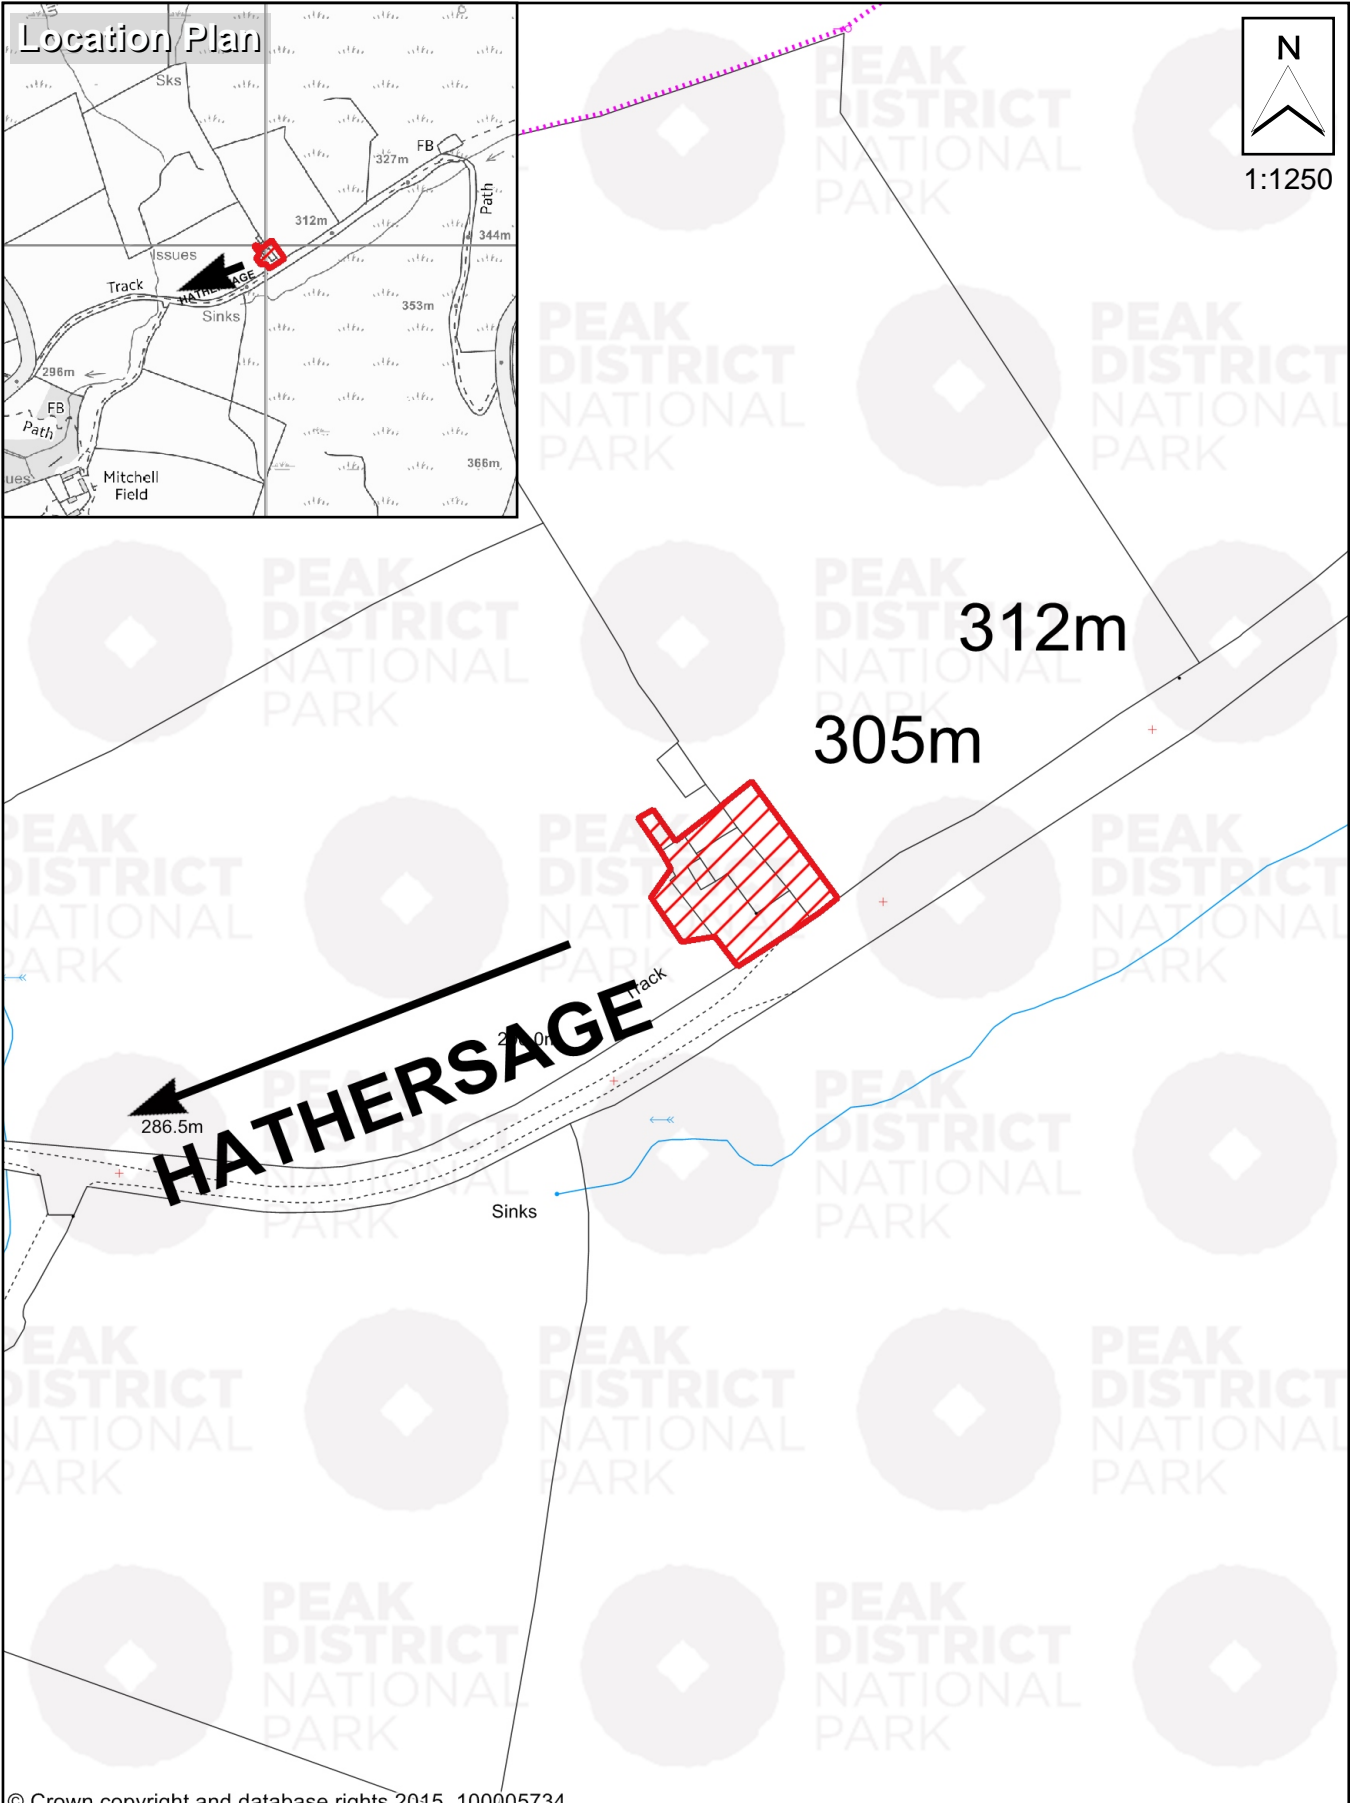 Location Plan
Sks
FB
327m
Path
312m
344m
Issues
HATHERSAGE
Track
Sinks
353m
296m
FB
Path
ues
Mitchell
Field
366m
N
1:1250
312m
305m
Track
HATHERSAGE
286.5m
Sinks
PEAK
DISTRICT
NATIONAL
PARK
© Crown copyright and database rights 2015. 100005734